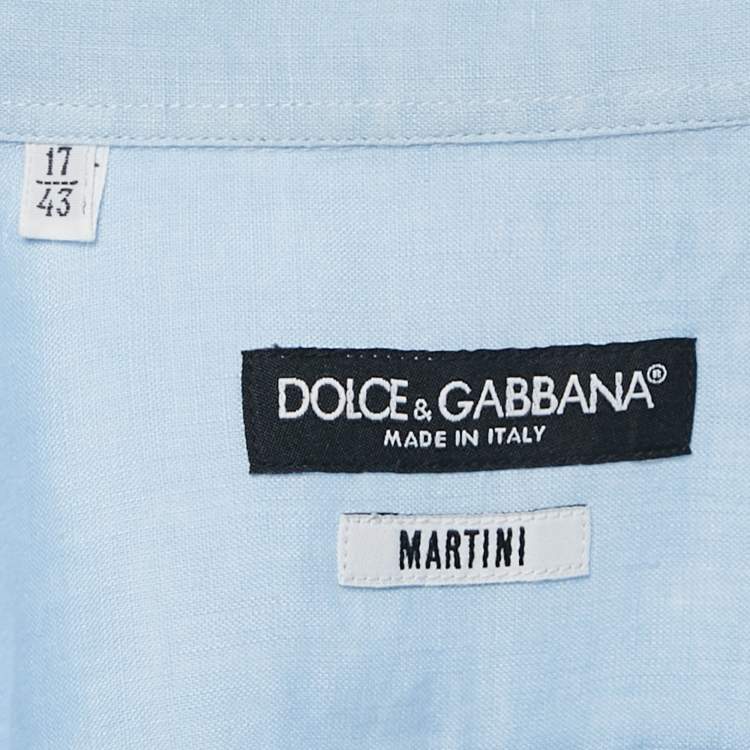 17
43
DOLCE & GABBANA®
MADE IN ITALY
MARTINI